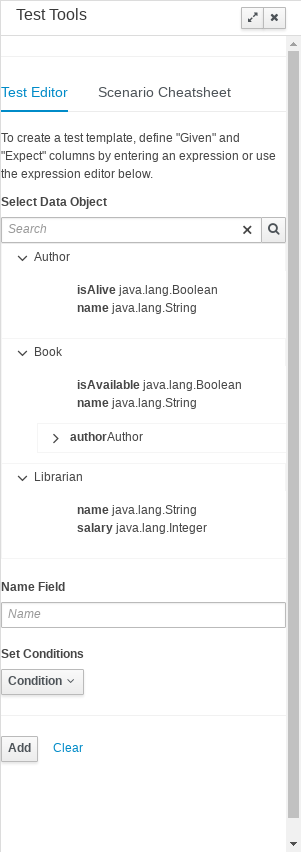 Test Tools
Test Editor Scenario Cheatsheet
To create a test template, define "Given" and
"Expect" columns by entering an expression or use
the expression editor below.
Select Data Object
Search
Author
isAlive java.lang.Boolean
name java.lang.String
Book
isAvailable java.lang.Boolean
name java.lang.String
authorAuthor
Librarian
name java.lang.String
salary java.lang.Integer
Name Field
Name
Set Conditions
Condition
Add Clear